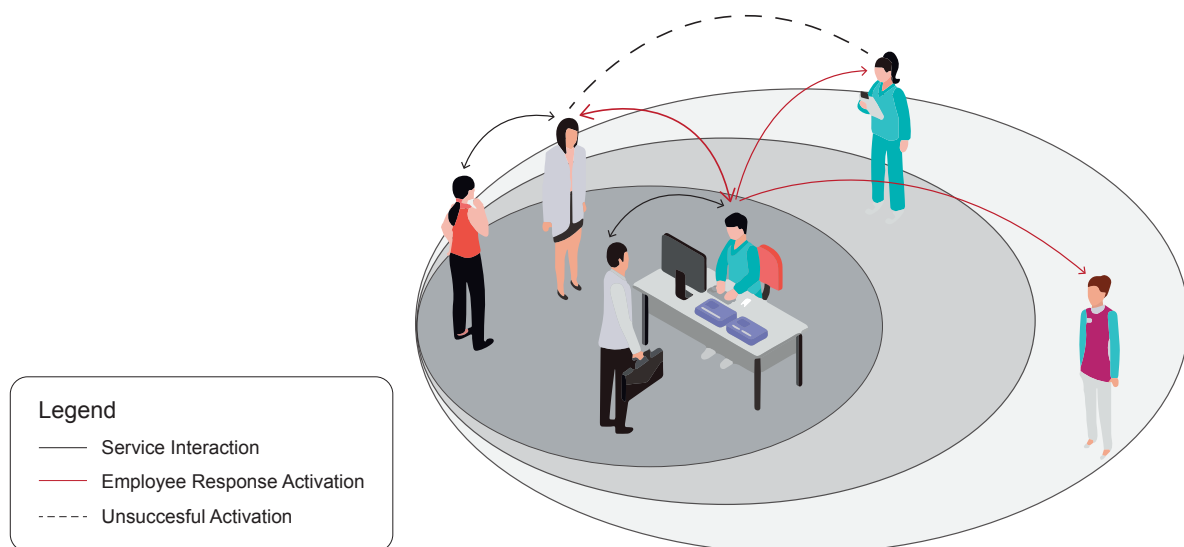 Legend
Service Interaction
Employee Response Activation
Unsuccesful Activation